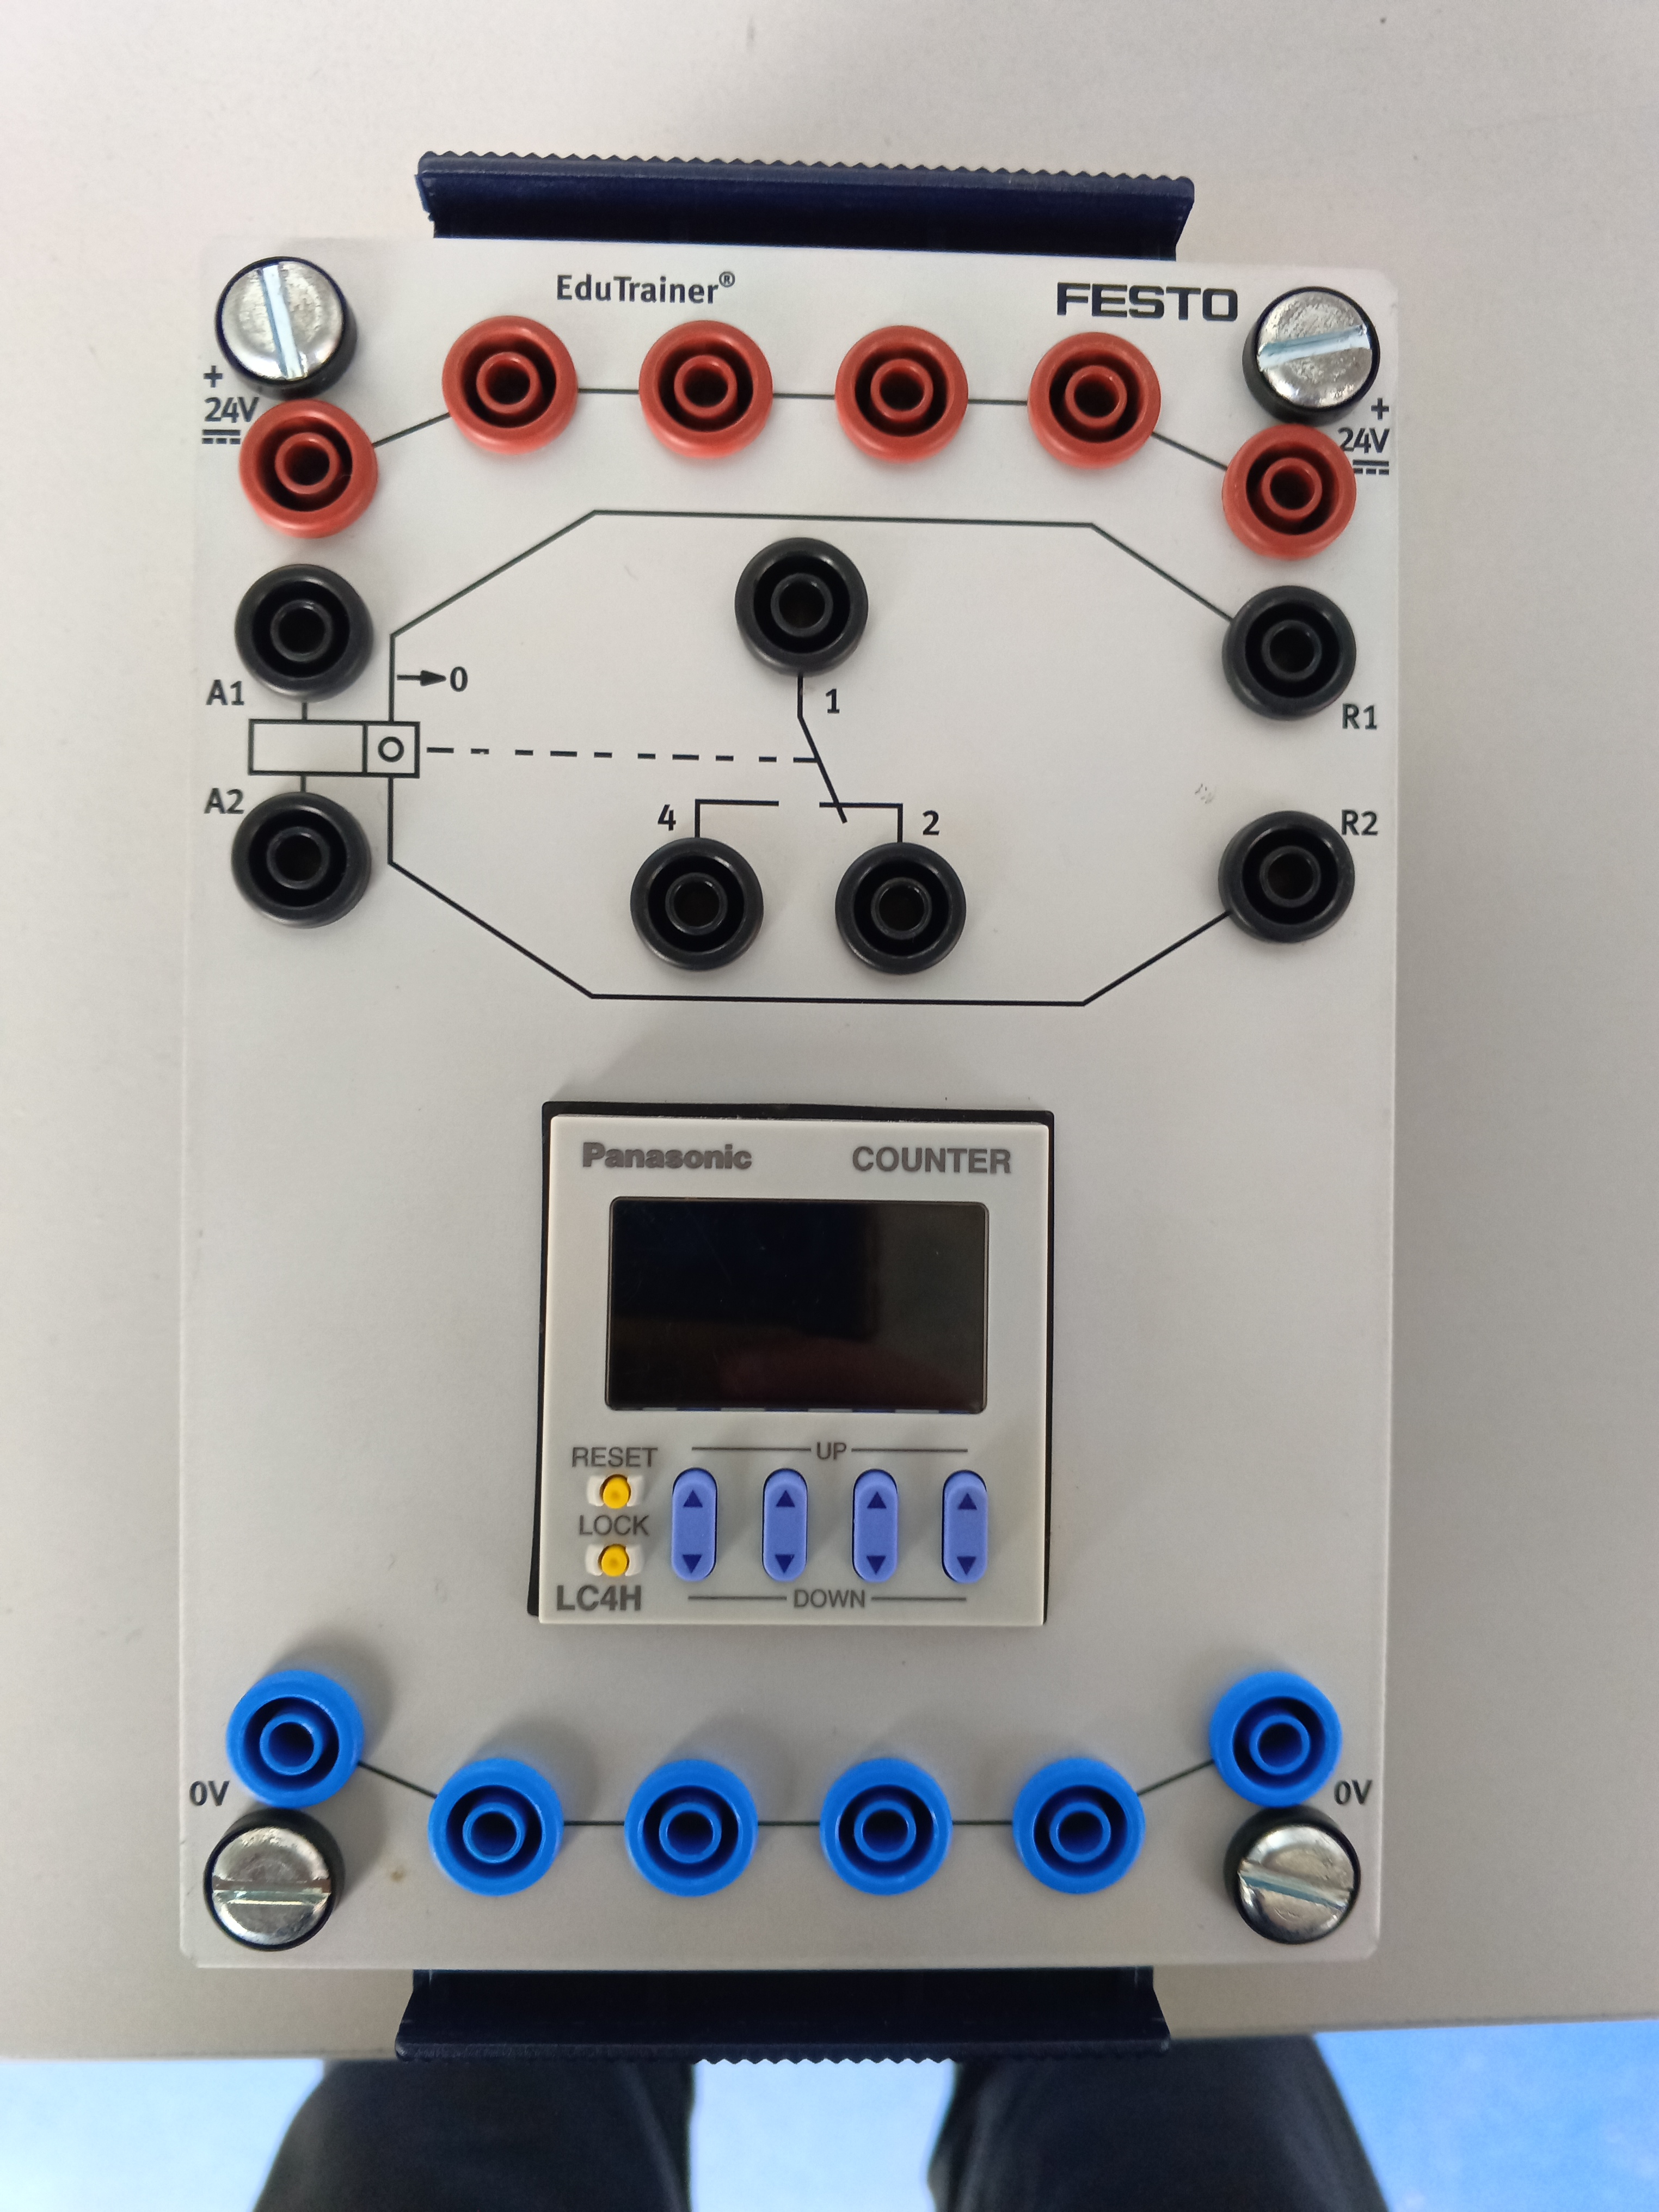 EduTrainer®
FESTO
+
24V
+
24V
A1
0
1
R1
A2
4
2
R2
Panasonic COUNTER
RESET
UP
LOCK
LC4H
DOWN
0V
0V